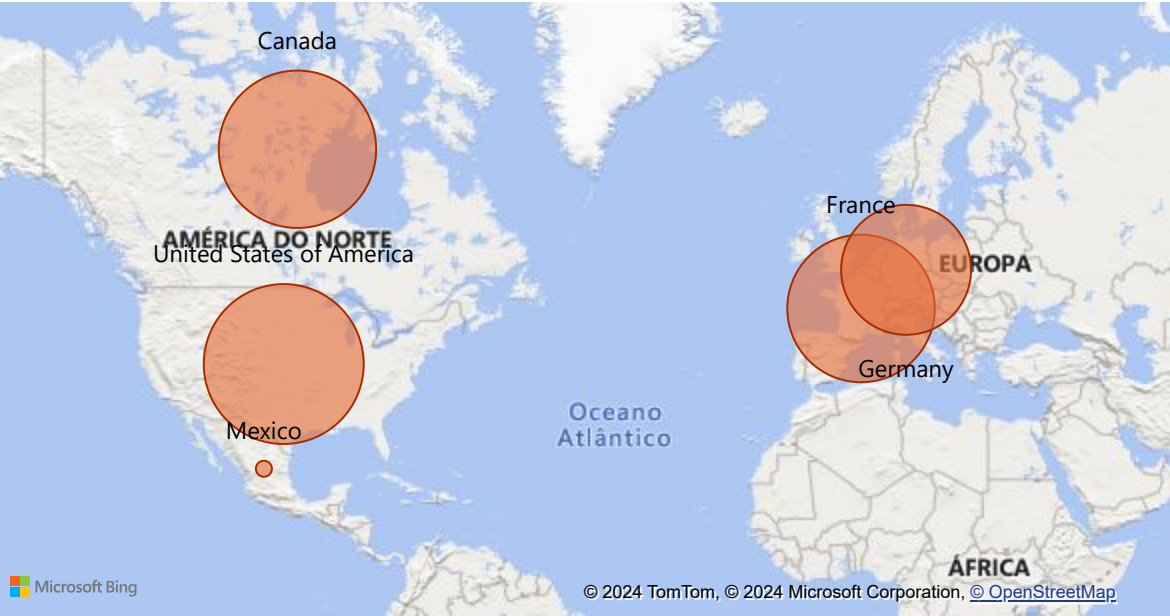 Canada
AMÉRICA DO NORTE
United States of America
Mexico
France
EUROPA
Germany
Oceano
Atlântico
ÁFRICA
Microsoft Bing
© 2024 TomTom, © 2024 Microsoft Corporation, © OpenStreetMap